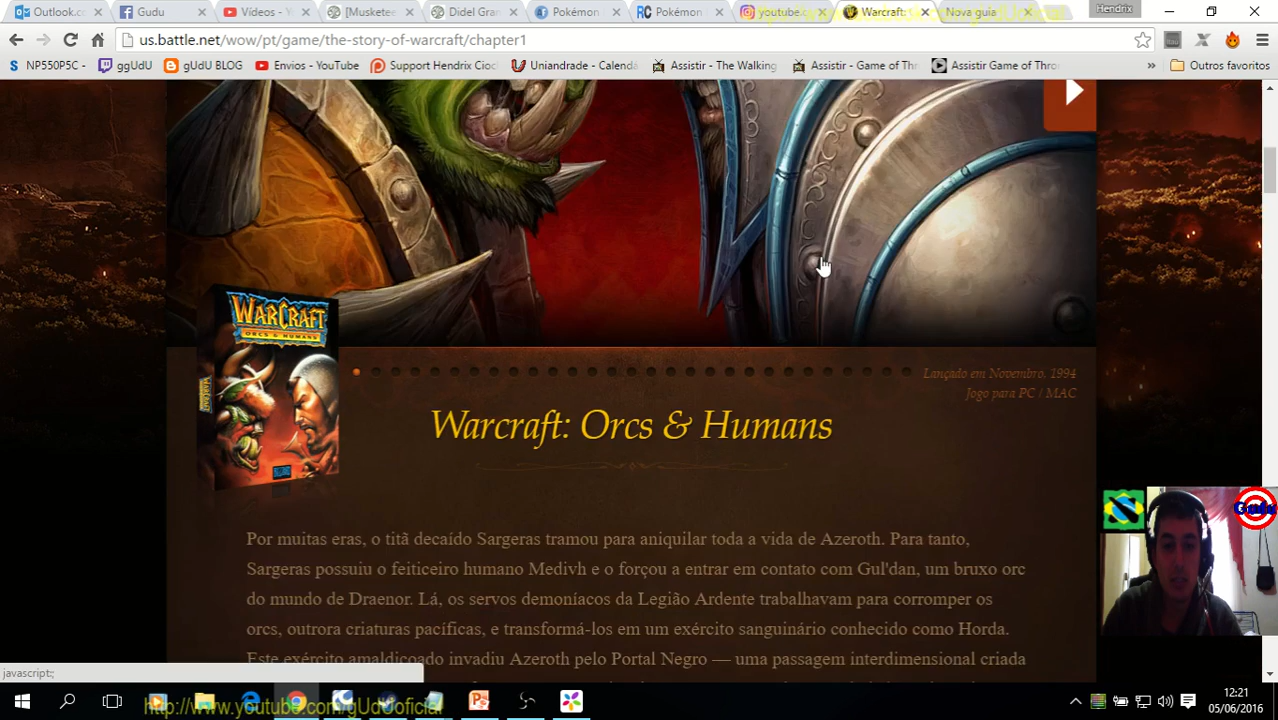 Outlook.co
Gudu
Vídeos - Y
[Musketee
Didel Gran
Pokémon
Pokémon
youtube.c
Warcraft:
Nova guia
Hendrix
us.battle.net/wow/pt/game/the-story-of-warcraft/chapter1
NP550P5C -
ggUdU
gUdU BLOG
Envios - YouTube
Support Hendrix Cioc
Uniandrade - Calenda
Assistir - The Walking
Assistir - Game of Thr
Assistir Game of Thro
»
Outros favoritos
WARCRAFT
ORCS & HUMANS
Lançado em Novembro, 1994
Jogo para PC / MAC
Warcraft: Orcs & Humans
Por muitas eras, o titã decaído Sargeras tramou para aniquilar toda a vida de Azeroth. Para tanto,
Sargeras possuiu o feiticeiro humano Medivh e o forçou a entrar em contato com Gul'dan, um bruxo orc
do mundo de Draenor. Lá, os servos demoníacos da Legião Ardente trabalhavam para corromper os
orcs, outrora criaturas pacíficas, e transformá-los em um exército sanguinário conhecido como Horda.
Este exército amaldiçoado invadiu Azeroth pelo Portal Negro — uma passagem interdimensional criada
Gudu
javascript:;
http://www.youtube.com/gUdUoficial
12:21
05/06/2016